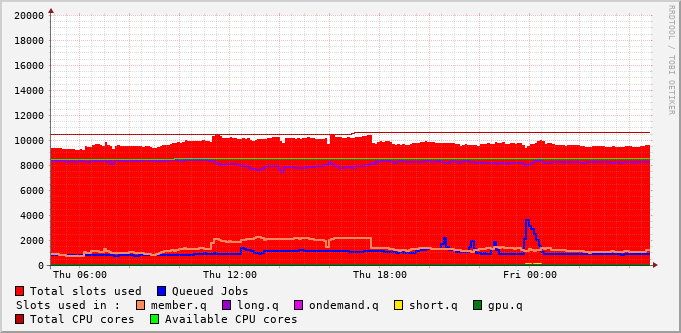 20000
18000
16000
14000
12000
10000
8000
6000
4000
2000
0
Thu 06:00 Thu 12:00 Thu 18:00 Fri 00:00
RRDTOOL / TOBI OETIKER
Total slots used Queued Jobs
Slots used in : member.q long.q ondemand.q short.q gpu.q
Total CPU cores Available CPU cores